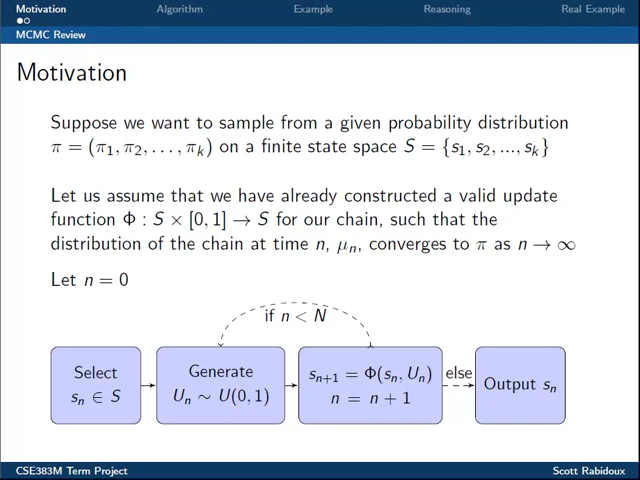 Motivation Algorithm Example Reasoning Real Example
MCMC Review
Motivation
Suppose we want to sample from a given probability distribution
π = (π₁, π₂, . . . , πₖ) on a finite state space S = {s₁, s₂, ..., sₖ}
Let us assume that we have already constructed a valid update
function Φ : S × [0, 1] → S for our chain, such that the
distribution of the chain at time n, μₙ, converges to π as n → ∞
Let n = 0
if n < N
Select
sₙ ∈ S
Generate
Uₙ ∼ U(0, 1)
sₙ₊₁ = Φ(sₙ, Uₙ)
n = n + 1
else
Output sₙ
CSE383M Term Project Scott Rabidoux